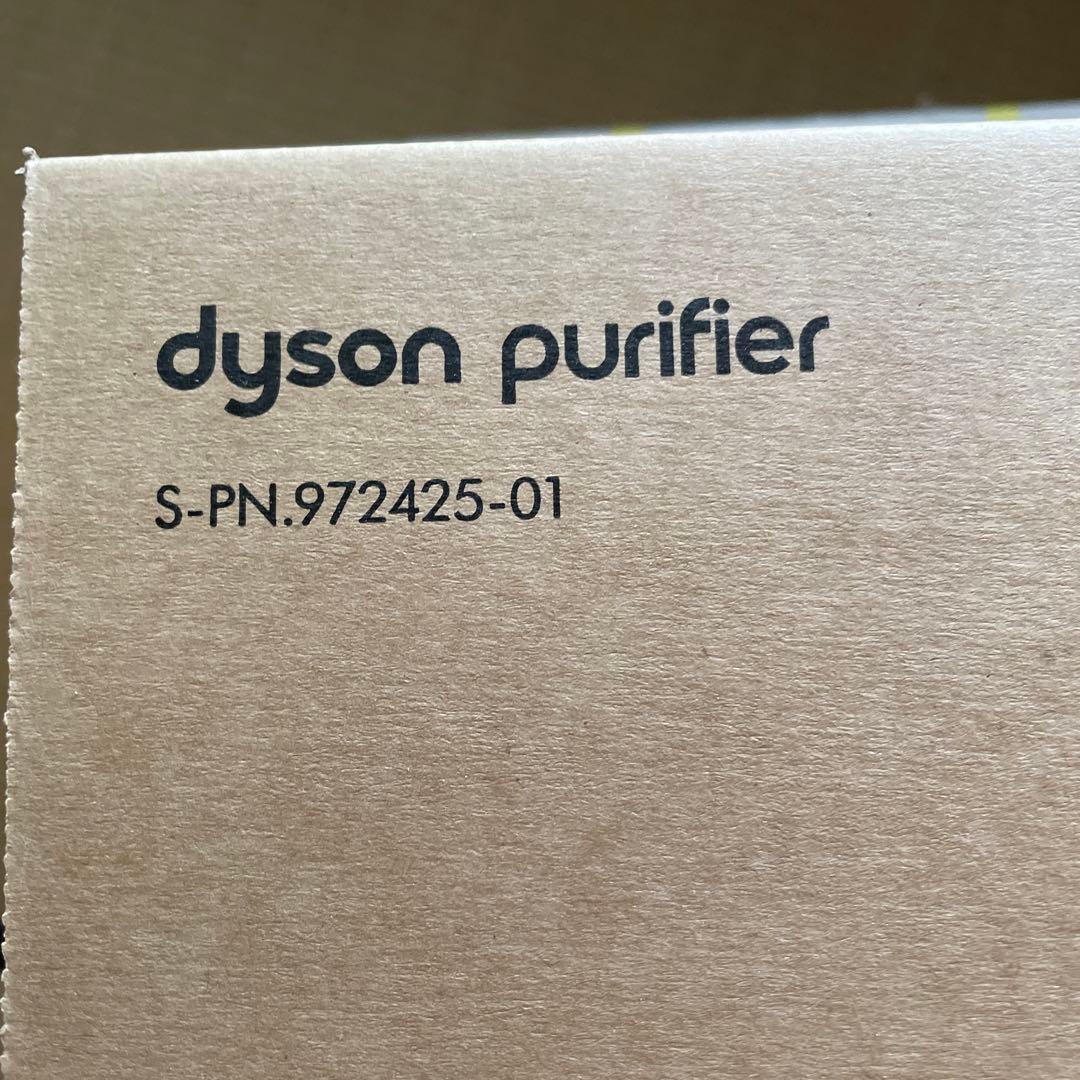 dyson purifier
S-PN.972425-01